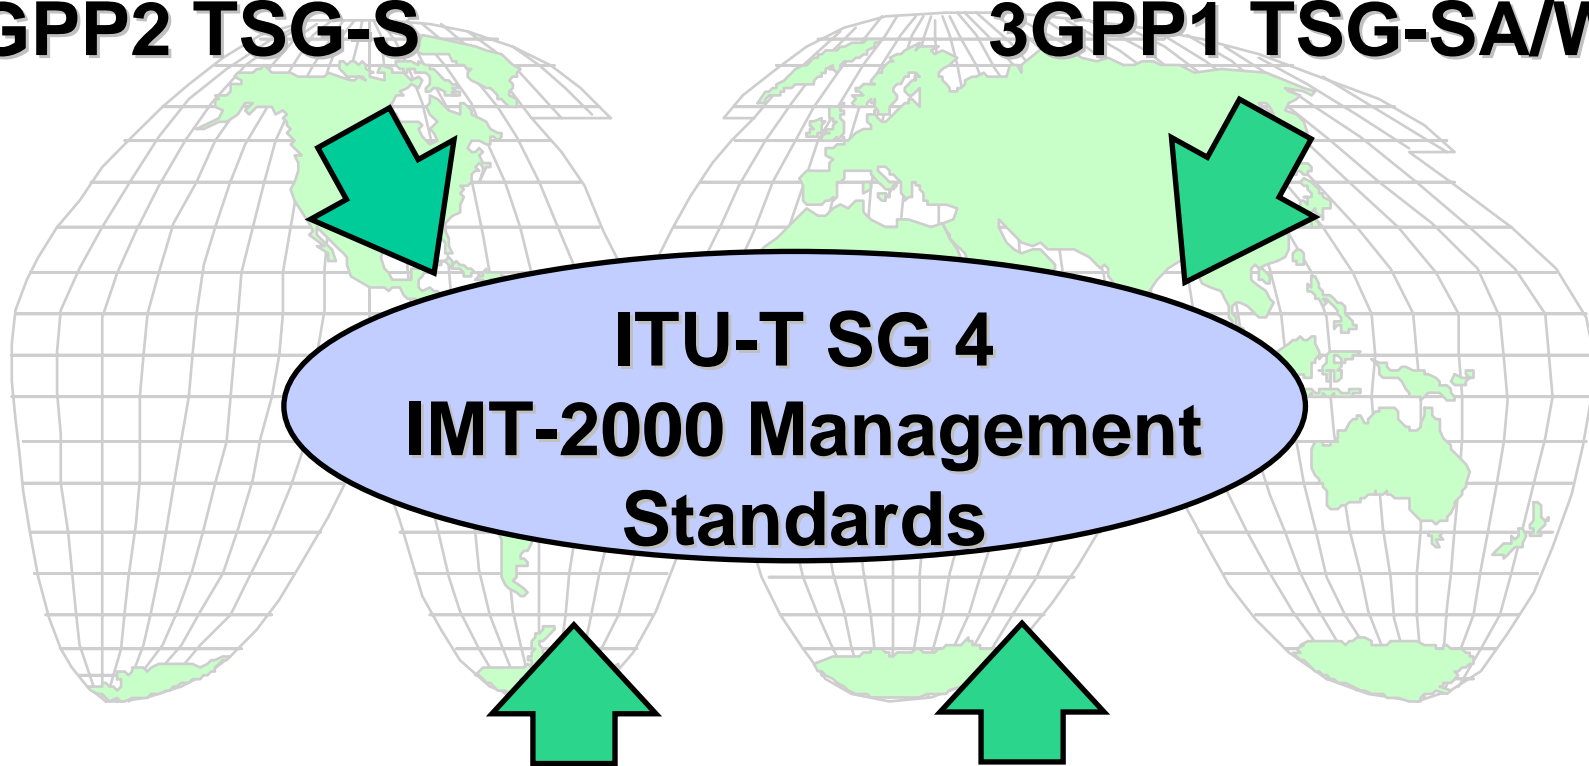 GPP2 TSG-S
3GPP1 TSG-SA/W
ITU-T SG 4
IMT-2000 Management
Standards